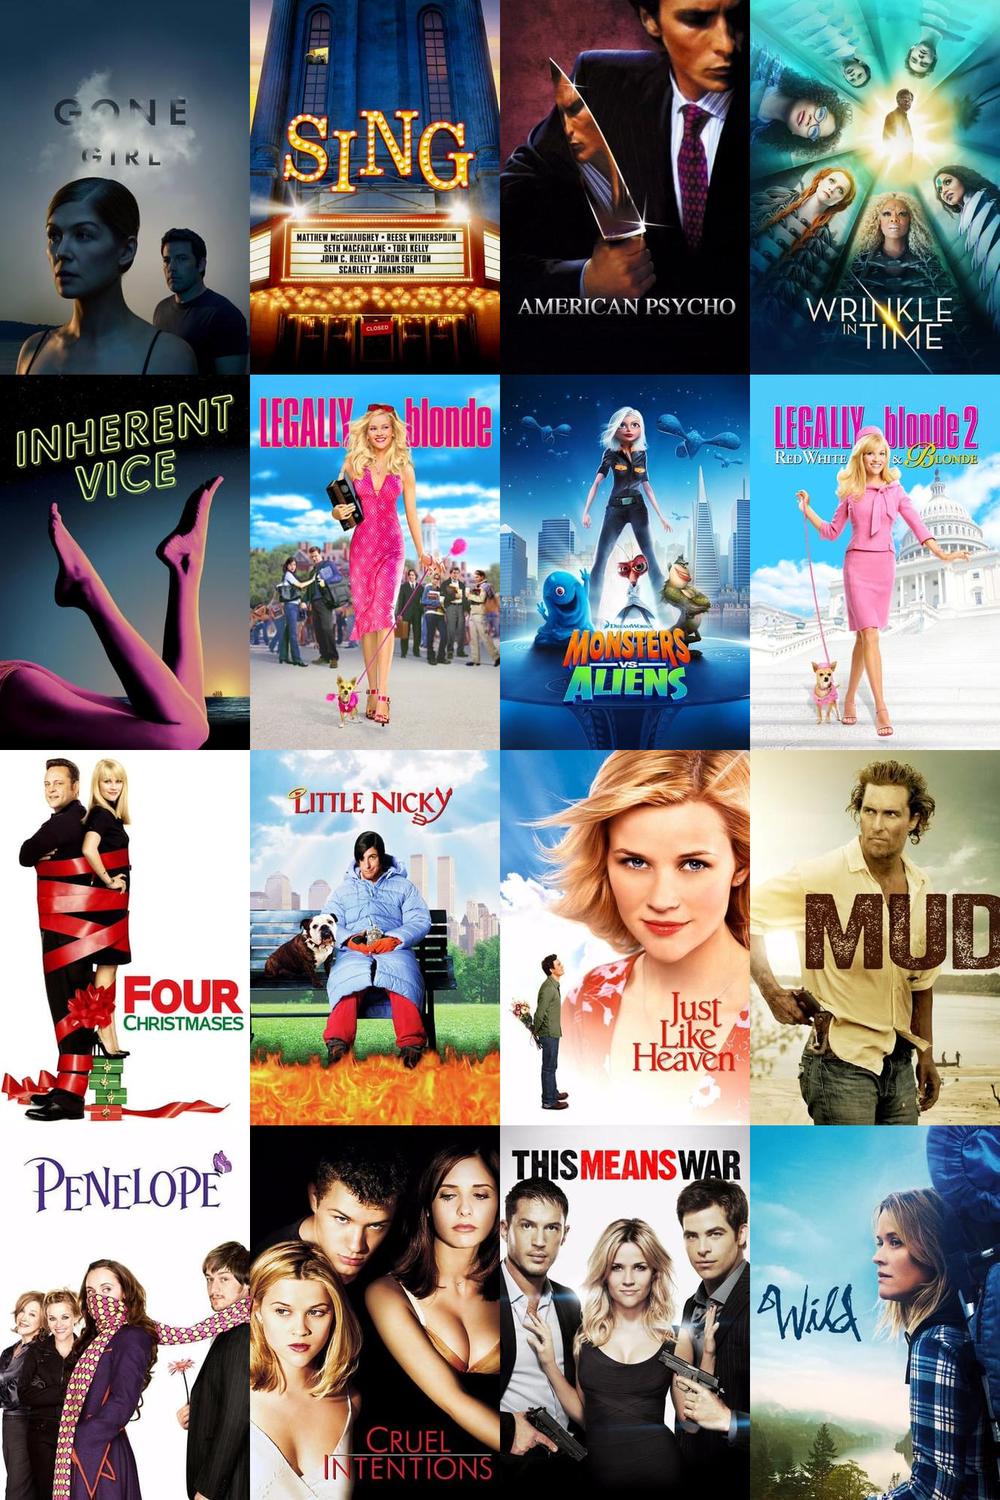 GONE
GIRL
SING
MATTHEW McCONAUGHEY • REESE WITHERSPOON
SETH MACFARLANE • TORI KELLY
JOHN C. REILLY • TARON EGERTON
SCARLETT JOHANSSON
CLOSED
AMERICAN PSYCHO
WRINKLE
IN TIME
INHERENT
VICE
LEGALLY blonde
DREAMWORKS
MONSTERS
VS
ALIENS
LEGALLY blonde 2
RED WHITE & BLONDE
FOUR
CHRISTMASES
LITTLE NICKY
Just
Like
Heaven
MUD
PENELOPE
CRUEL
INTENTIONS
THIS MEANS WAR
Wild